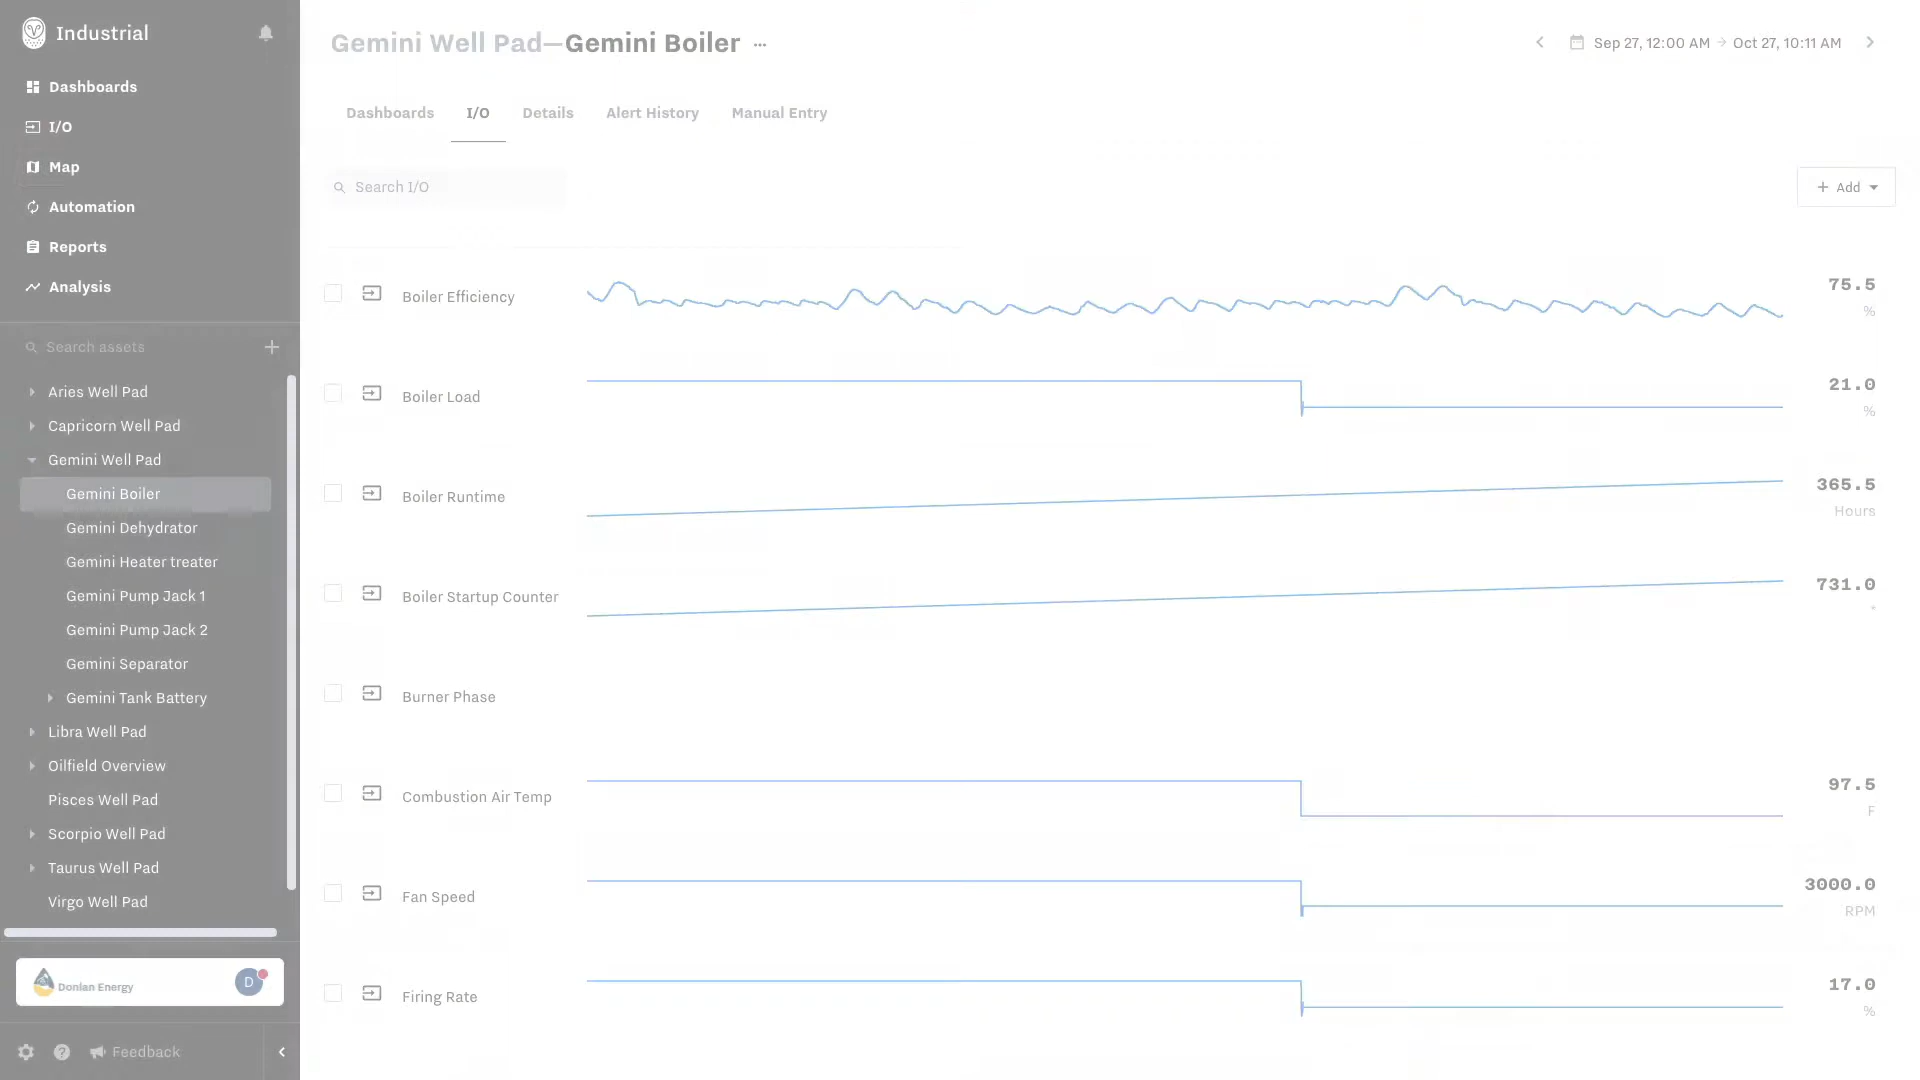 Industrial
Dashboards
I/O
Map
Automation
Reports
Analysis
Search assets
Aries Well Pad
Capricorn Well Pad
Gemini Well Pad
Gemini Boiler
Gemini Dehydrator
Gemini Heater treater
Gemini Pump Jack 1
Gemini Pump Jack 2
Gemini Separator
Gemini Tank Battery
Libra Well Pad
Oilfield Overview
Pisces Well Pad
Scorpio Well Pad
Taurus Well Pad
Virgo Well Pad
Donian Energy
D
Feedback
Gemini Well Pad—Gemini Boiler ...
Sep 27, 12:00 AM → Oct 27, 10:11 AM
Dashboards I/O Details Alert History Manual Entry
Search I/O
+ Add
Boiler Efficiency 75.5
%
Boiler Load 21.0
%
Boiler Runtime 365.5
Hours
Boiler Startup Counter 731.0
*
Burner Phase
Combustion Air Temp 97.5
F
Fan Speed 3000.0
RPM
Firing Rate 17.0
%